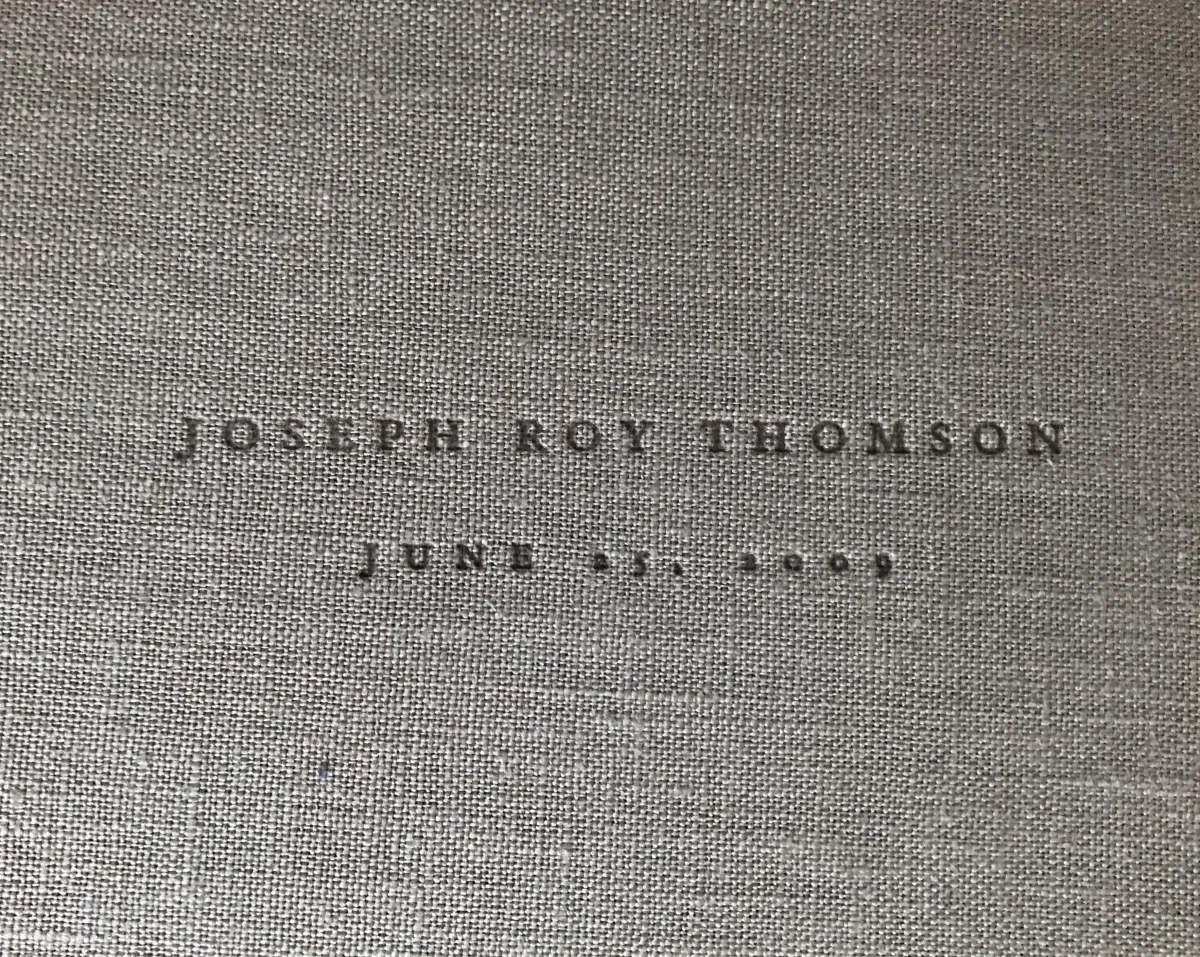 JOSEPH ROY THOMSON
JUNE 25, 2009